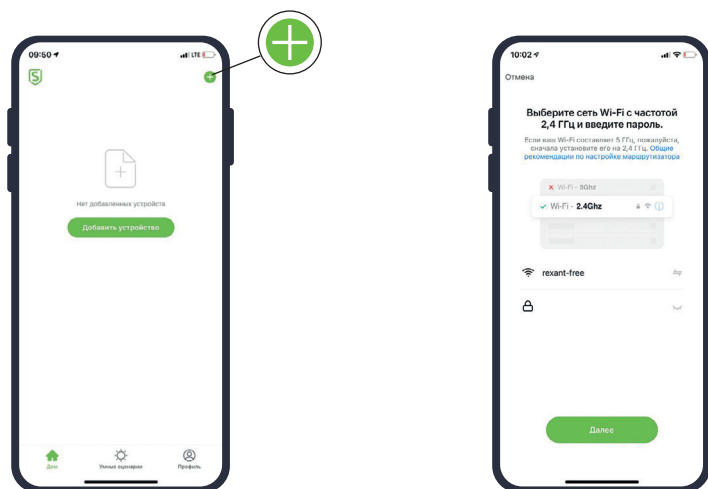 09:50
LTE
S
Нет добавленных устройств
Добавить устройство
Дом
Умные сценарии
Профиль
10:02
Отмена
Выберите сеть Wi-Fi с частотой
2,4 ГГц и введите пароль.
Если ваш Wi-Fi составляет 5 ГГц, пожалуйста,
сначала установите его на 2,4 ГГц. Общие
рекомендации по настройке маршрутизатора
Wi-Fi - 5Ghz
Wi-Fi - 2.4Ghz
rexant-free
Далее